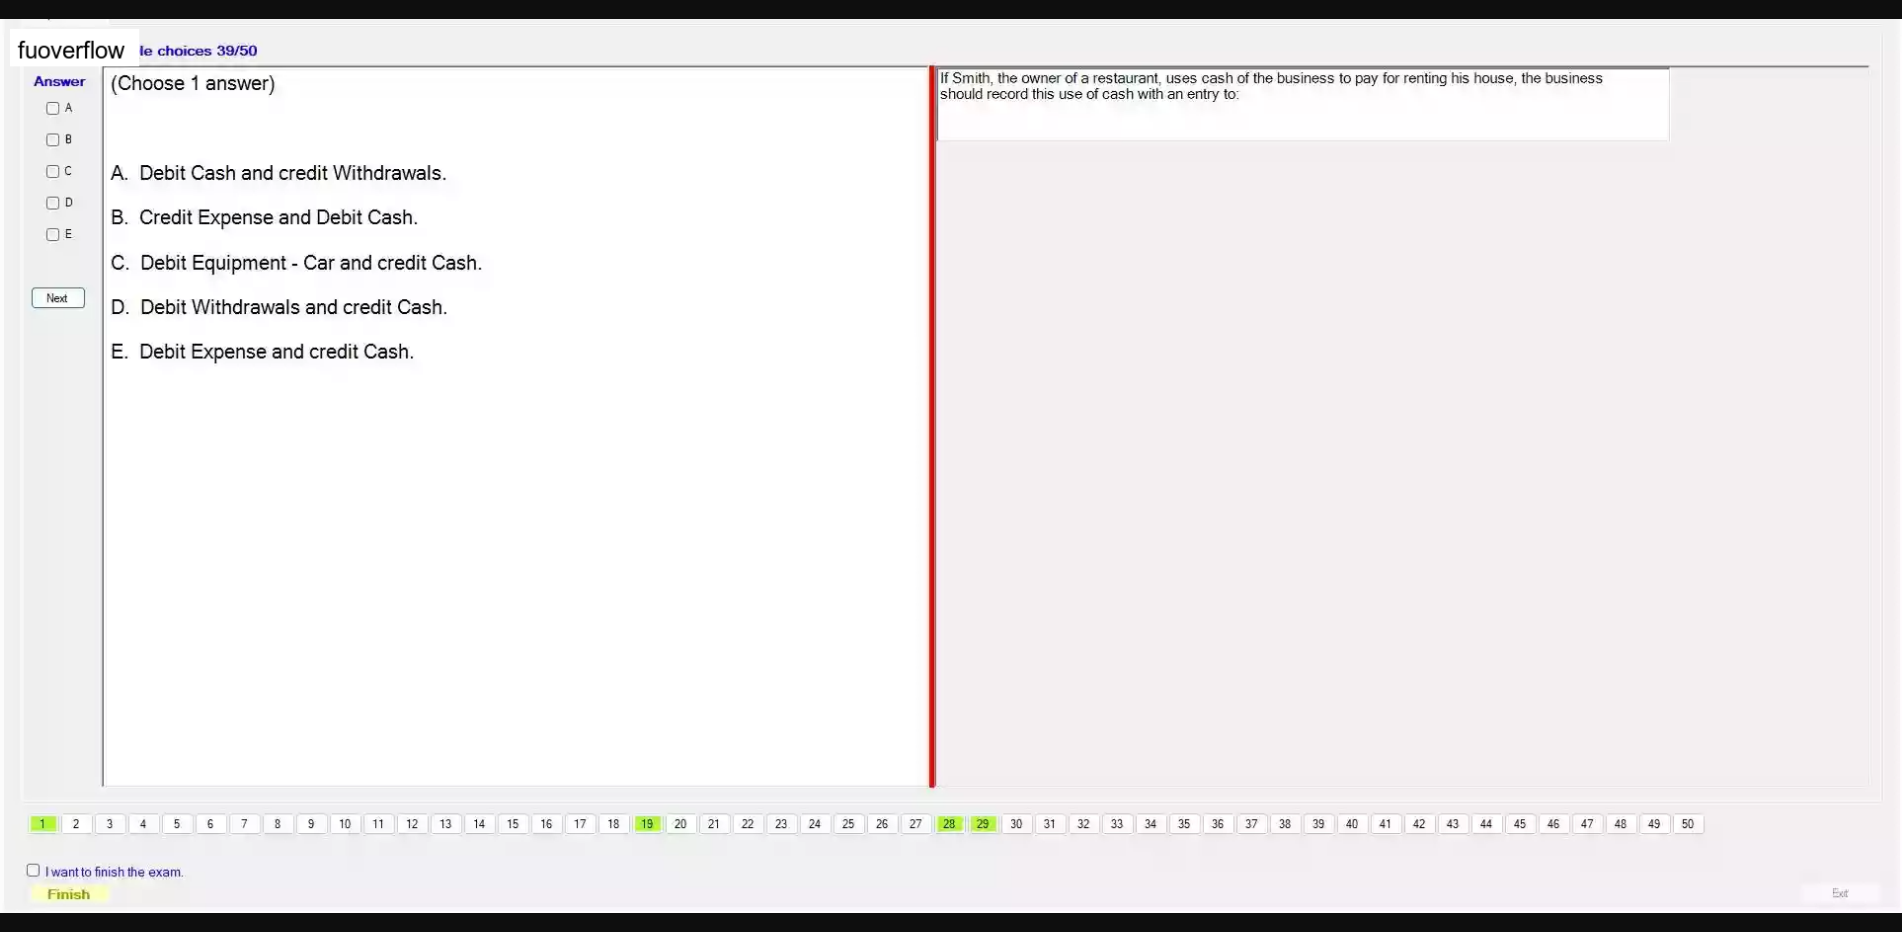 fuoverflow
le choices 39/50
Answer
A
B
C
D
E
Next
(Choose 1 answer)
A. Debit Cash and credit Withdrawals.
B. Credit Expense and Debit Cash.
C. Debit Equipment - Car and credit Cash.
D. Debit Withdrawals and credit Cash.
E. Debit Expense and credit Cash.
If Smith, the owner of a restaurant, uses cash of the business to pay for renting his house, the business
should record this use of cash with an entry to:
1 2 3 4 5 6 7 8 9 10 11 12 13 14 15 16 17 18 19 20 21 22 23 24 25 26 27 28 29 30 31 32 33 34 35 36 37 38 39 40 41 42 43 44 45 46 47 48 49 50
I want to finish the exam.
Finish
Exit